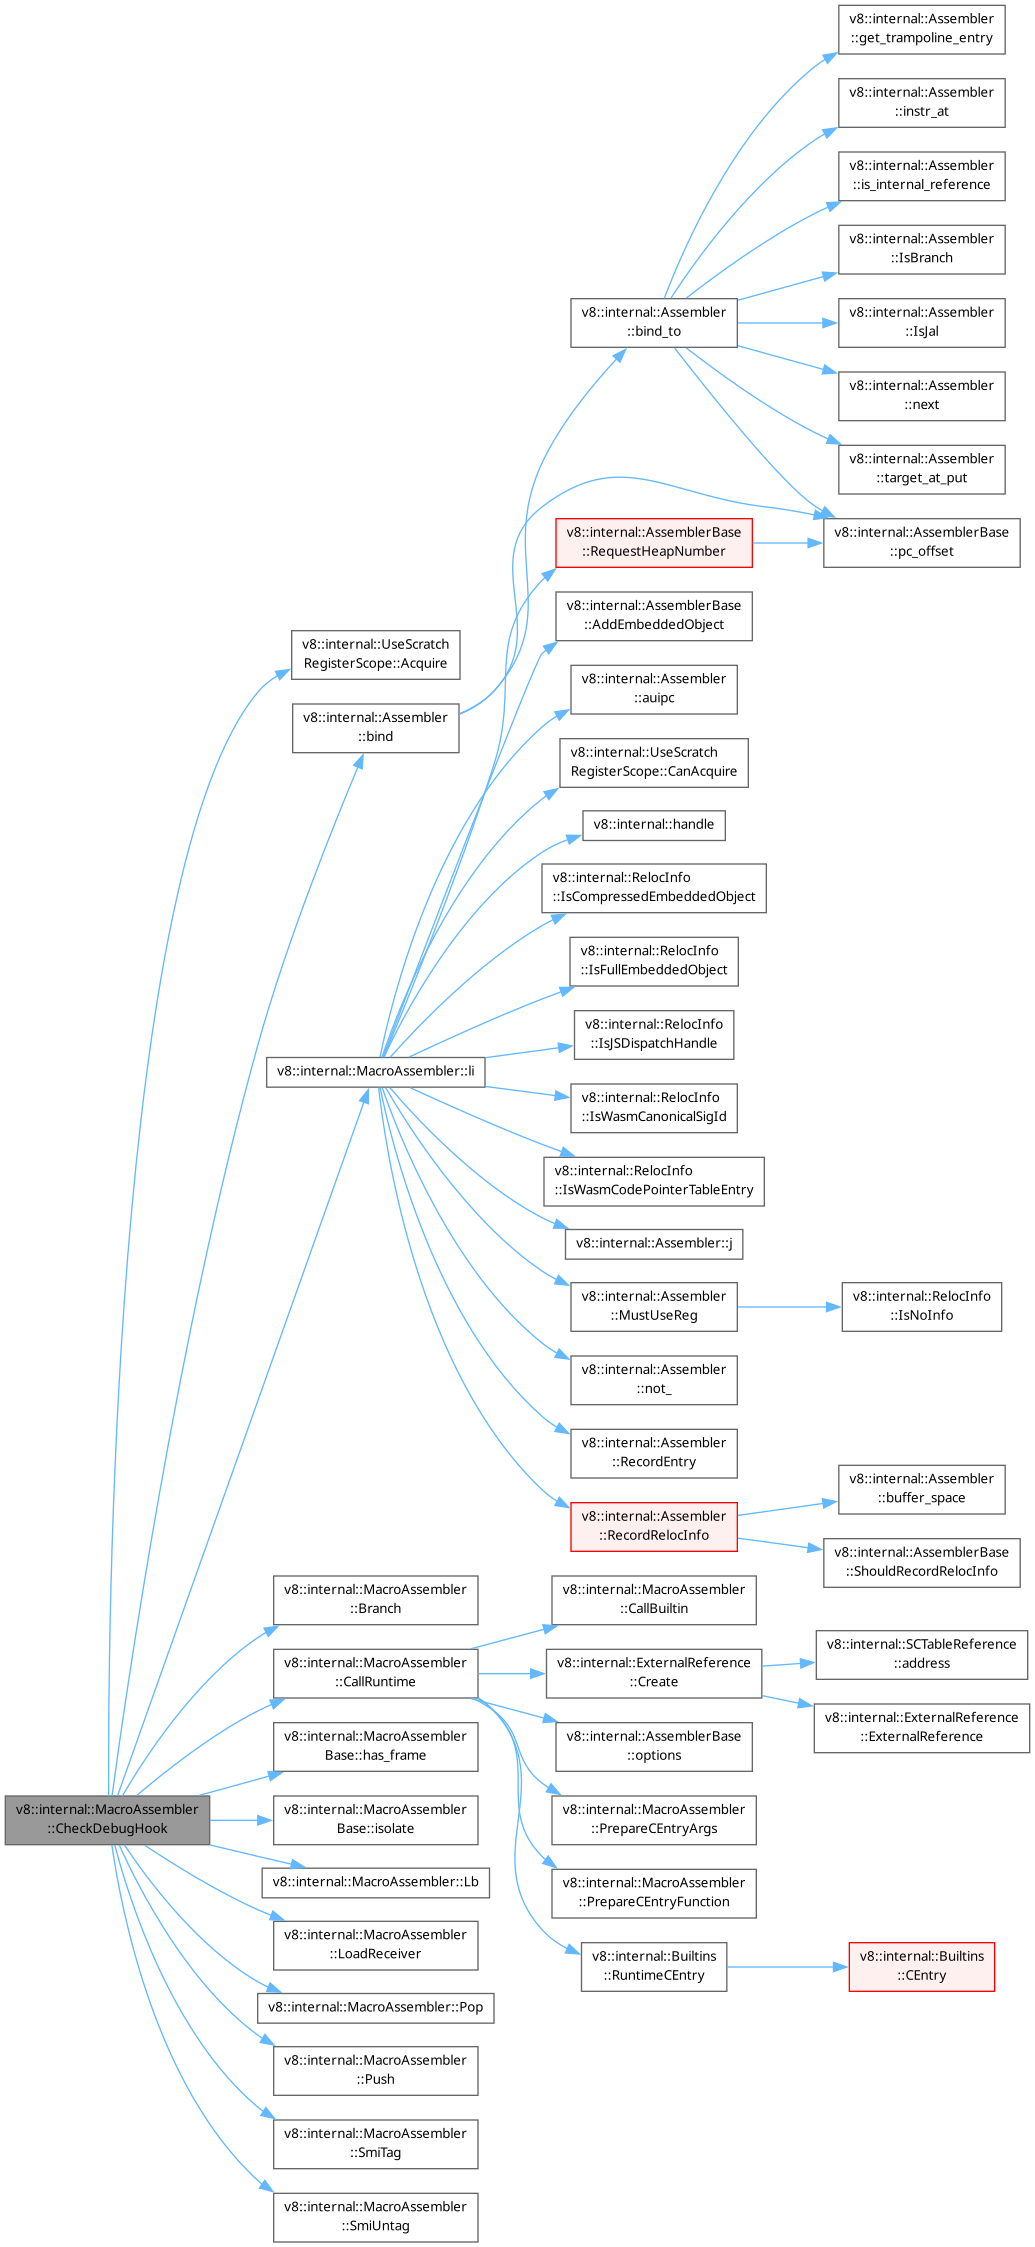 v8::internal::MacroAssembler
::CheckDebugHook
v8::internal::UseScratch
RegisterScope::Acquire
v8::internal::Assembler
::bind
v8::internal::MacroAssembler::li
v8::internal::MacroAssembler
::Branch
v8::internal::MacroAssembler
::CallRuntime
v8::internal::MacroAssembler
Base::has_frame
v8::internal::MacroAssembler
Base::isolate
v8::internal::MacroAssembler::Lb
v8::internal::MacroAssembler
::LoadReceiver
v8::internal::MacroAssembler::Pop
v8::internal::MacroAssembler
::Push
v8::internal::MacroAssembler
::SmiTag
v8::internal::MacroAssembler
::SmiUntag
v8::internal::Assembler
::bind_to
v8::internal::AssemblerBase
::RequestHeapNumber
v8::internal::AssemblerBase
::AddEmbeddedObject
v8::internal::Assembler
::auipc
v8::internal::UseScratch
RegisterScope::CanAcquire
v8::internal::handle
v8::internal::RelocInfo
::IsCompressedEmbeddedObject
v8::internal::RelocInfo
::IsFullEmbeddedObject
v8::internal::RelocInfo
::IsJSDispatchHandle
v8::internal::RelocInfo
::IsWasmCanonicalSigId
v8::internal::RelocInfo
::IsWasmCodePointerTableEntry
v8::internal::Assembler::j
v8::internal::Assembler
::MustUseReg
v8::internal::Assembler
::not_
v8::internal::Assembler
::RecordEntry
v8::internal::Assembler
::RecordRelocInfo
v8::internal::MacroAssembler
::CallBuiltin
v8::internal::ExternalReference
::Create
v8::internal::AssemblerBase
::options
v8::internal::MacroAssembler
::PrepareCEntryArgs
v8::internal::MacroAssembler
::PrepareCEntryFunction
v8::internal::Builtins
::RuntimeCEntry
v8::internal::Assembler
::get_trampoline_entry
v8::internal::Assembler
::instr_at
v8::internal::Assembler
::is_internal_reference
v8::internal::Assembler
::IsBranch
v8::internal::Assembler
::IsJal
v8::internal::Assembler
::next
v8::internal::Assembler
::target_at_put
v8::internal::AssemblerBase
::pc_offset
v8::internal::RelocInfo
::IsNoInfo
v8::internal::Assembler
::buffer_space
v8::internal::AssemblerBase
::ShouldRecordRelocInfo
v8::internal::SCTableReference
::address
v8::internal::ExternalReference
::ExternalReference
v8::internal::Builtins
::CEntry